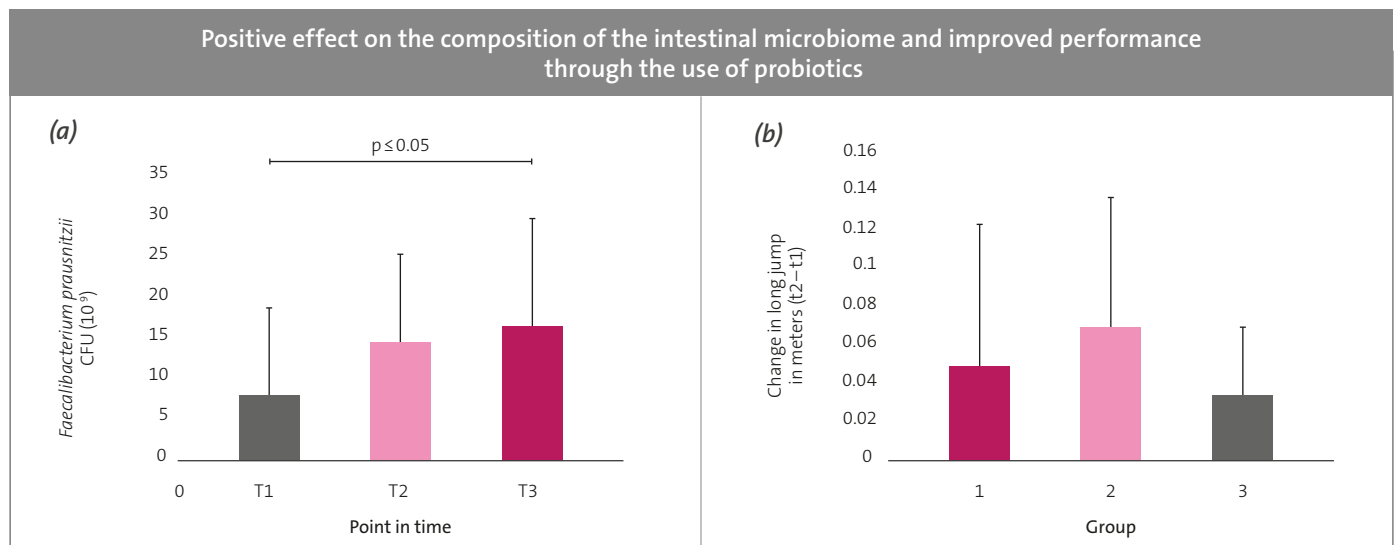 Positive effect on the composition of the intestinal microbiome and improved performance
through the use of probiotics
(a)
p ≤ 0.05
35
30
25
20
15
10
5
0
Faecalibacterium prausnitzii
CFU (10⁹)
0 T1 T2 T3
Point in time
(b)
0.16
0.14
0.12
0.1
0.08
0.06
0.04
0.02
0
Change in long jump
in meters (t2 – t1)
1 2 3
Group